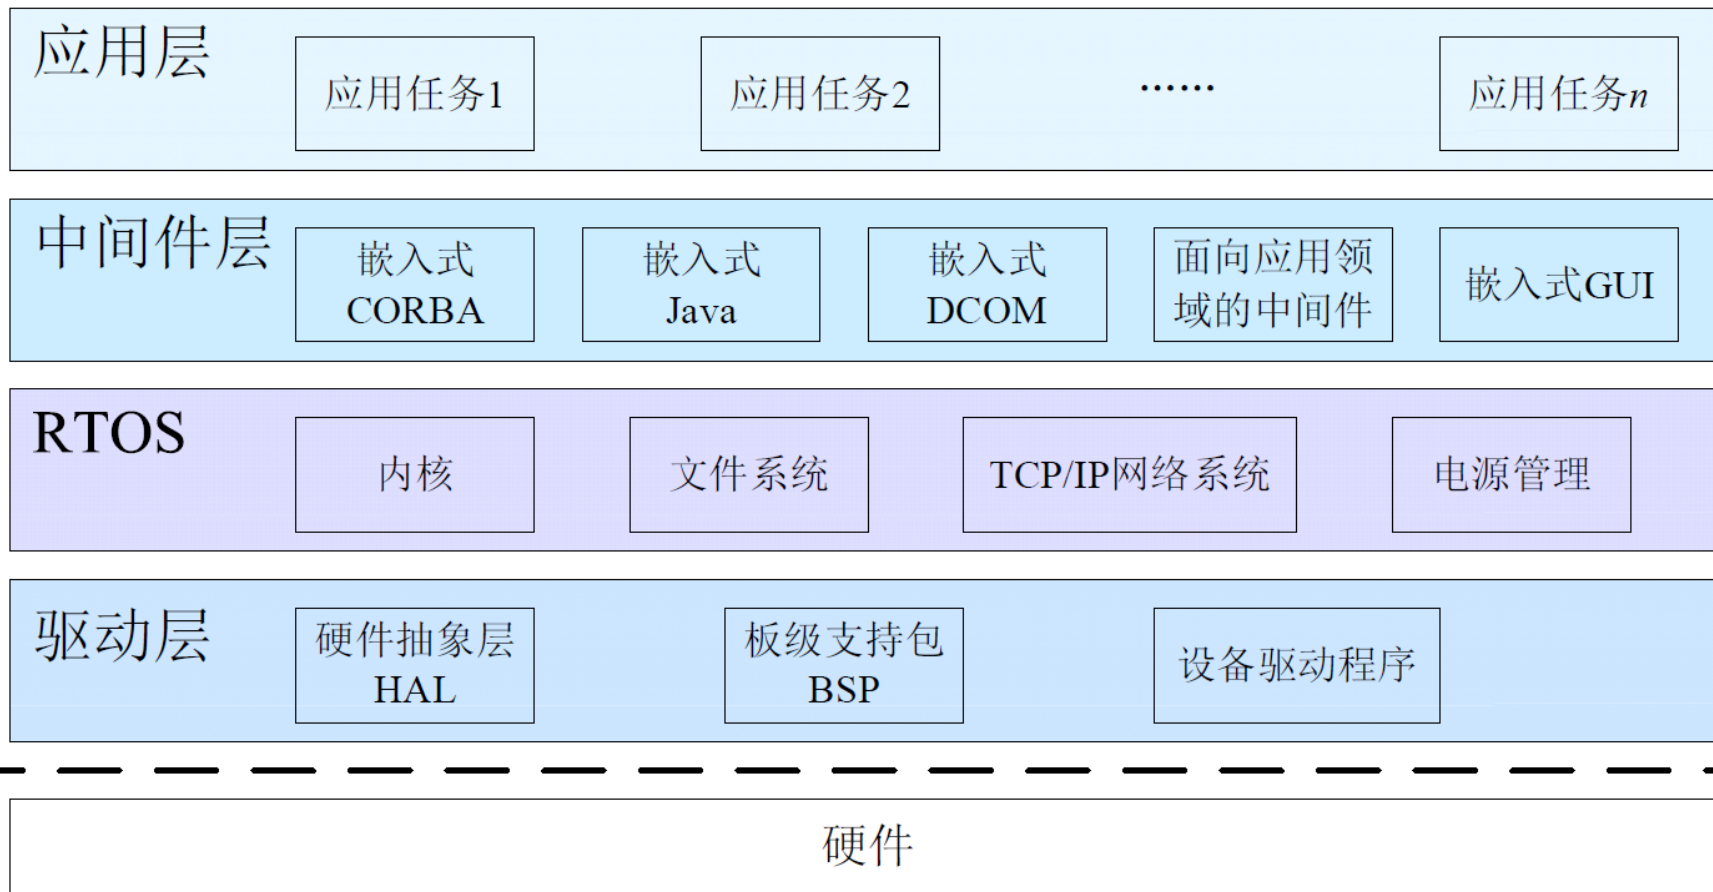 应用层
应用任务1
应用任务2
······
应用任务n
中间件层
嵌入式
CORBA
嵌入式
Java
嵌入式
DCOM
面向应用领
域的中间件
嵌入式GUI
RTOS
内核
文件系统
TCP/IP网络系统
电源管理
驱动层
硬件抽象层
HAL
板级支持包
BSP
设备驱动程序
硬件